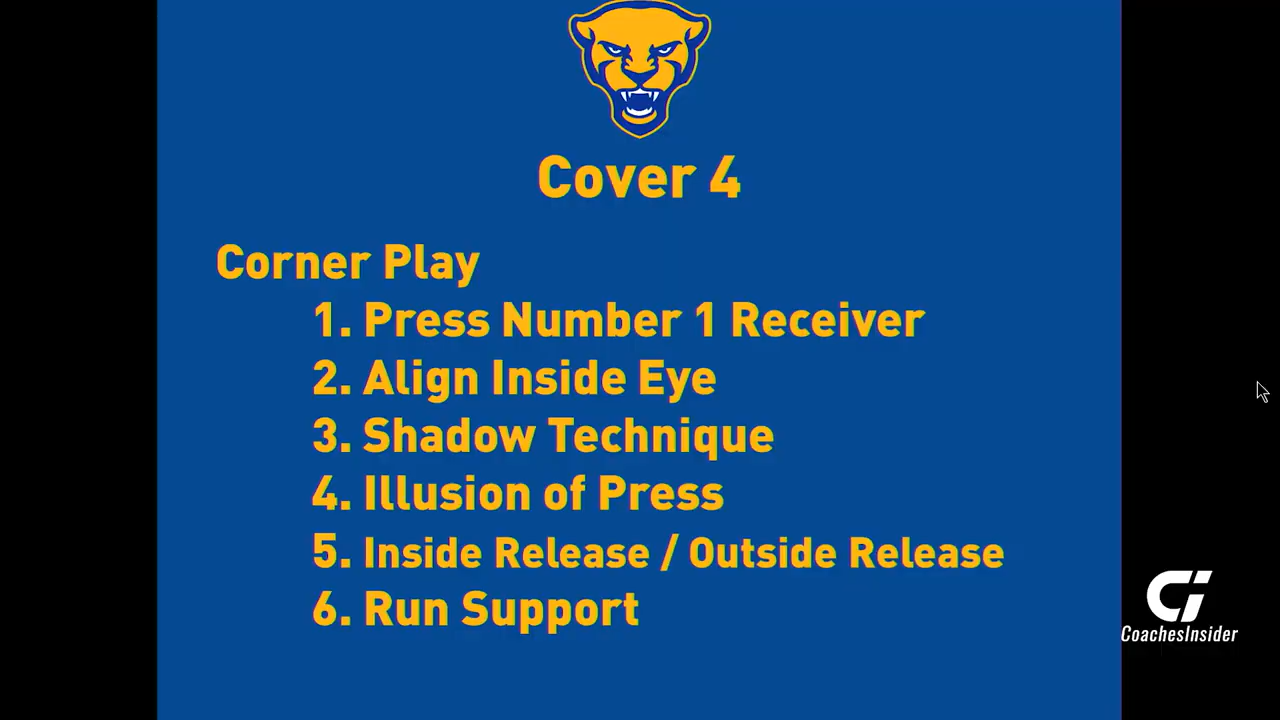 Cover 4
Corner Play
1. Press Number 1 Receiver
2. Align Inside Eye
3. Shadow Technique
4. Illusion of Press
5. Inside Release / Outside Release
6. Run Support
Ci
CoachesInsider